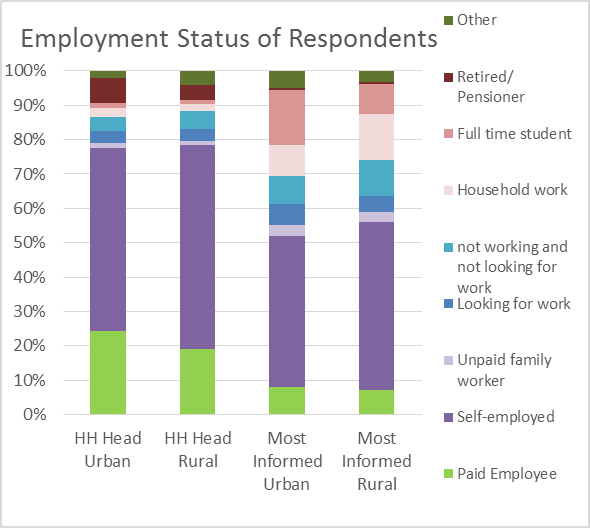 Employment Status of Respondents
100%
90%
80%
70%
60%
50%
40%
30%
20%
10%
0%
HH Head
Urban
HH Head
Rural
Most
Informed
Urban
Most
Informed
Rural
Other
Retired/
Pensioner
Full time student
Household work
not working and
not looking for
work
Looking for work
Unpaid family
worker
Self-employed
Paid Employee